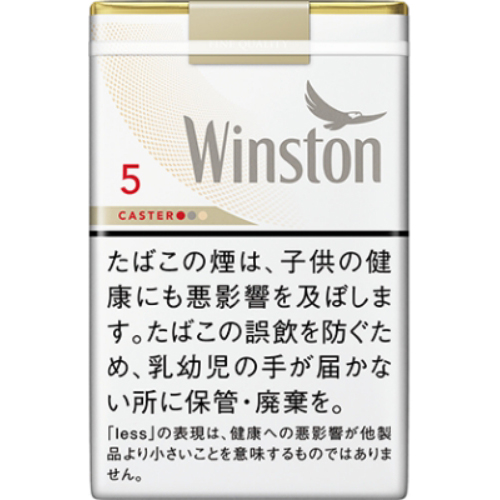 Winston
5
CASTER
たばこの煙は、子供の健
康にも悪影響を及ぼしま
す。たばこの誤飲を防ぐため
め、乳幼児の手が届かな
い所に保管・廃棄を。
「less」の表現は、健康への悪影響が他製
品より小さいことを意味するものではありま
せん。